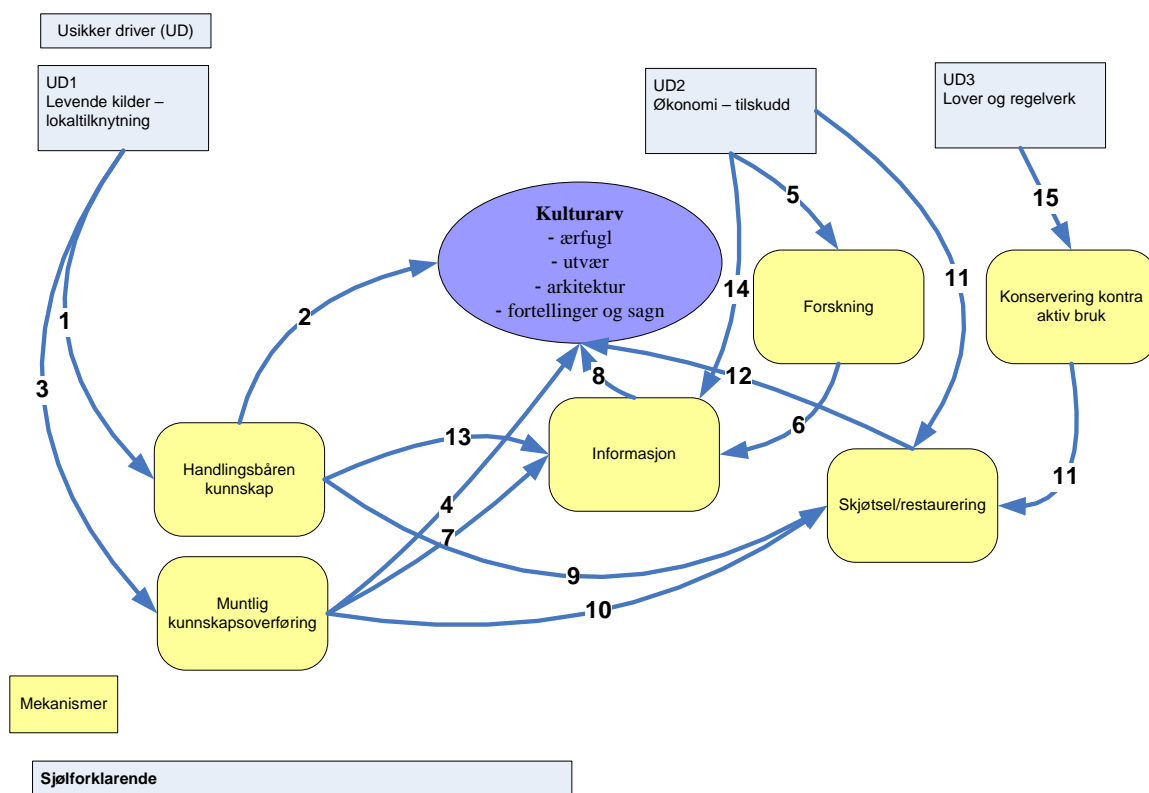 Usikker driver (UD)
UD1
Levende kilder –
lokaltilknytning
UD2
Økonomi – tilskudd
UD3
Lover og regelverk
Kulturarv
- ærfugl
- utvær
- arkitektur
- fortellinger og sagn
5
15
14
11
Forskning
Konservering kontra
aktiv bruk
1
2
3
8
12
6
13
Informasjon
Handlingsbåren
kunnskap
4
7
Skjøtsel/restaurering
11
9
10
Muntlig
kunnskapsoverføring
Mekanismer
Sjølforklarende